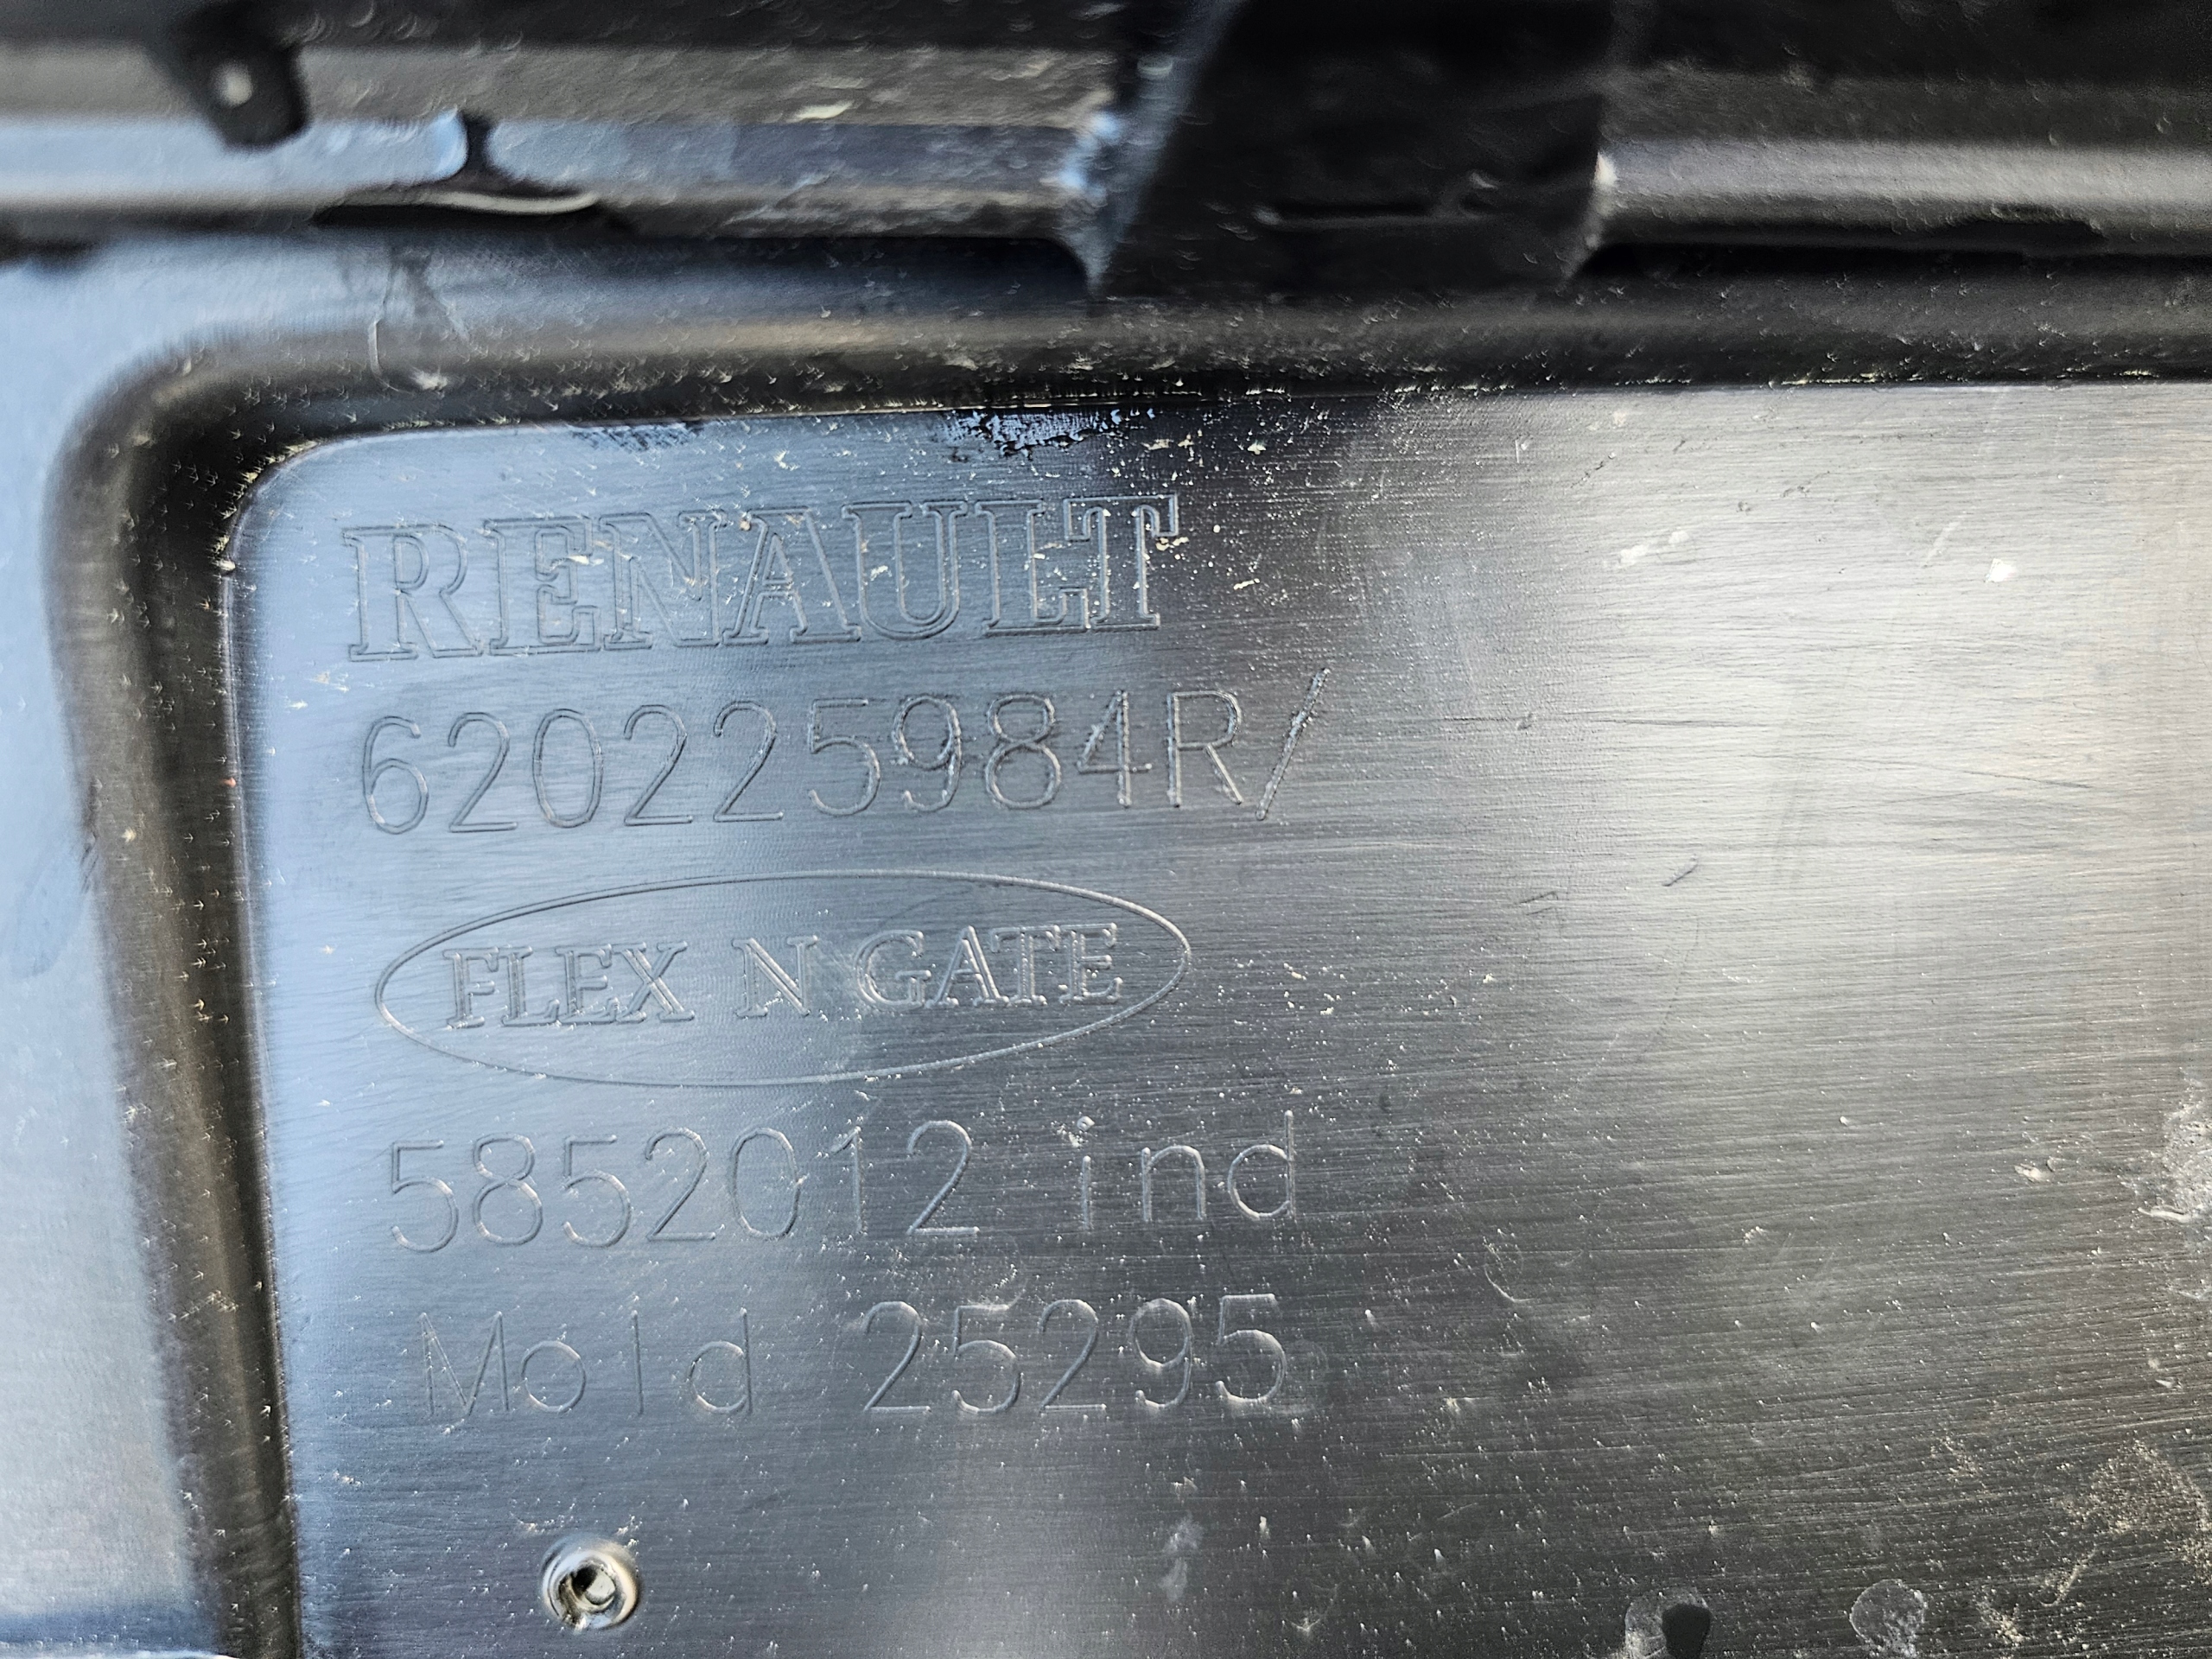 RENAULT
620225984R/
FLEX N GATE
5852012 ind
Mold 25295